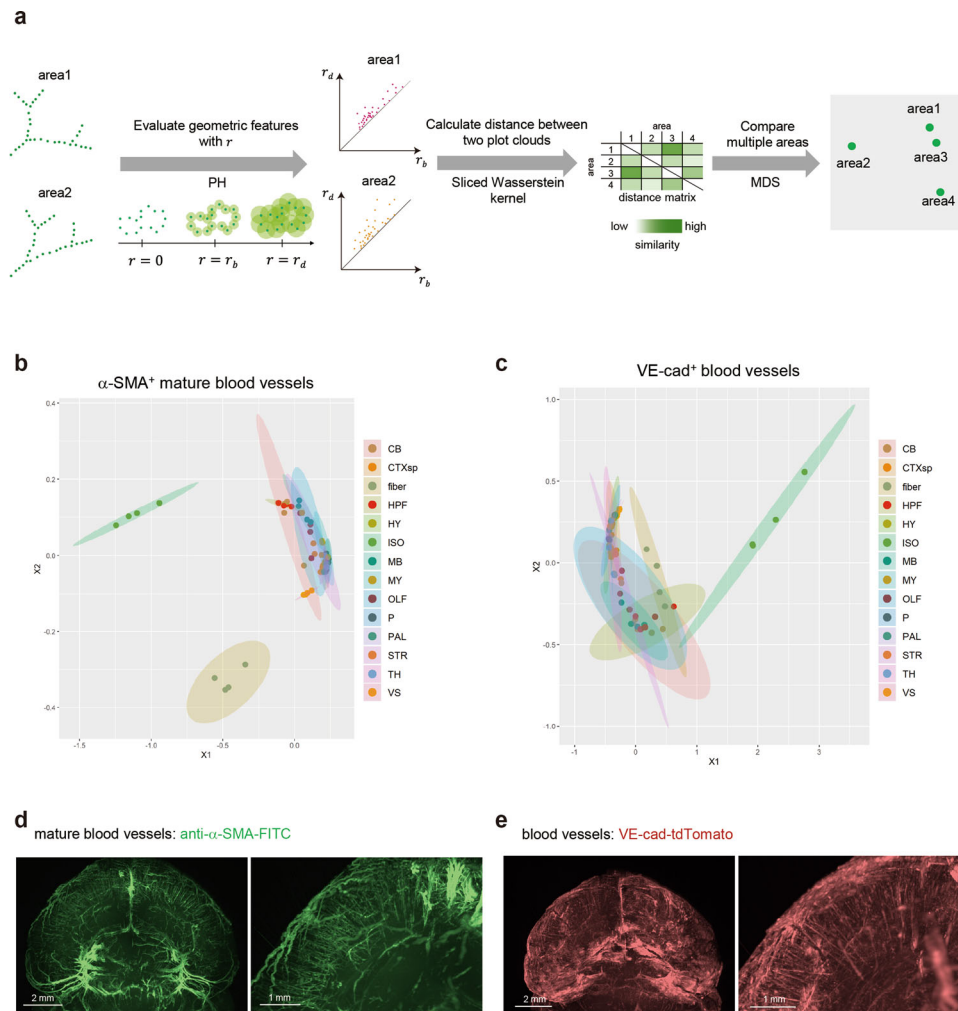 a
area1
area2
Evaluate geometric features
with r
PH
r = 0
r = r_b
r = r_d
area1
r_d
r_b
area2
r_d
r_b
Calculate distance between
two plot clouds
Sliced Wasserstein
kernel
area
1 2 3 4
area
1
2
3
4
distance matrix
low high
similarity
Compare
multiple areas
MDS
area1
area2
area3
area4
b
α-SMA⁺ mature blood vessels
0.4
0.2
0.0
-0.2
-0.4
X2
-1.5 -1.0 -0.5 0.0
X1
CB
CTXsp
fiber
HPF
HY
ISO
MB
MY
OLF
P
PAL
STR
TH
VS
c
VE-cad⁺ blood vessels
1.0
0.5
0.0
-0.5
-1.0
X2
-1 0 1 2 3
X1
CB
CTXsp
fiber
HPF
HY
ISO
MB
MY
OLF
P
PAL
STR
TH
VS
d
mature blood vessels: anti-α-SMA-FITC
2 mm
1 mm
e
blood vessels: VE-cad-tdTomato
2 mm
1 mm